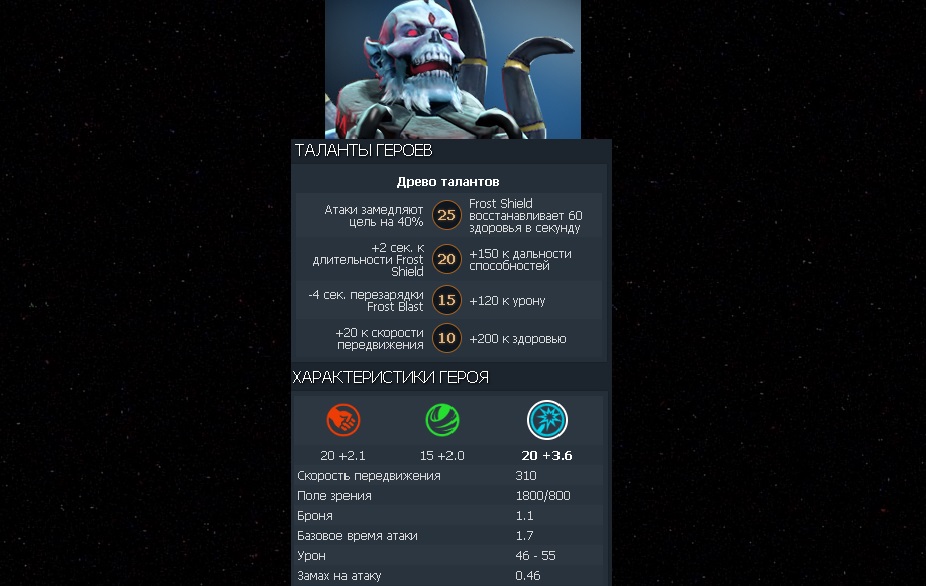 ТАЛАНТЫ ГЕРОЕВ
Древо талантов
Атаки замедляют
цель на 40%
25
Frost Shield
восстанавливает 60
здоровья в секунду
+2 сек. к
длительности Frost
Shield
20
+150 к дальности
способностей
-4 сек. перезарядки
Frost Blast
15
+120 к урону
+20 к скорости
передвижения
10
+200 к здоровью
ХАРАКТЕРИСТИКИ ГЕРОЯ
20 +2.1 15 +2.0 20 +3.6
Скорость передвижения 310
Поле зрения 1800/800
Броня 1.1
Базовое время атаки 1.7
Урон 46 - 55
Замах на атаку 0.46